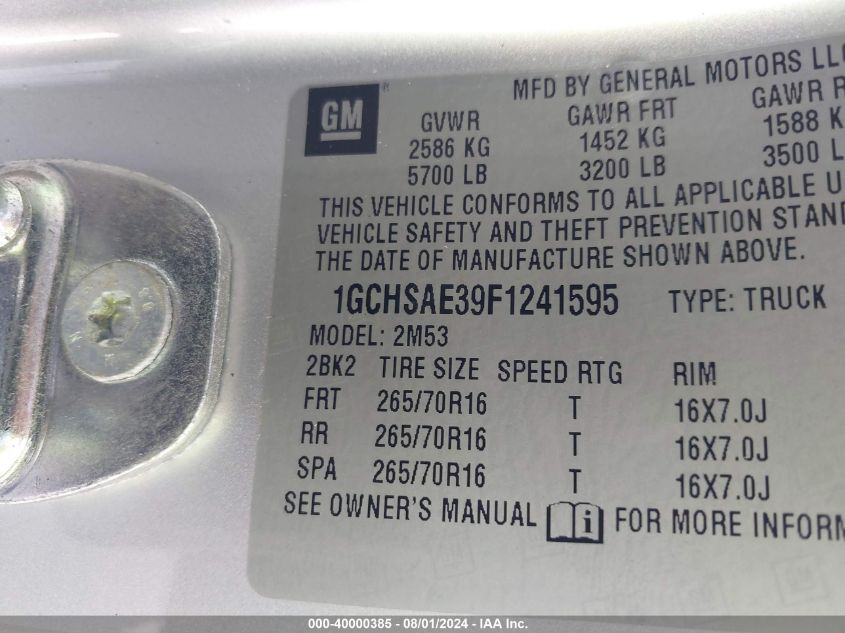 MFD BY GENERAL MOTORS LLC
GM®
GVWR GAWR FRT GAWR R
2586 KG 1452 KG 1588 K
5700 LB 3200 LB 3500 L
THIS VEHICLE CONFORMS TO ALL APPLICABLE U
VEHICLE SAFETY AND THEFT PREVENTION STAND
THE DATE OF MANUFACTURE SHOWN ABOVE.
1GCHSAE39F1241595 TYPE: TRUCK
MODEL: 2M53
2BK2 TIRE SIZE SPEED RTG RIM
FRT 265/70R16 T 16X7.0J
RR 265/70R16 T 16X7.0J
SPA 265/70R16 T 16X7.0J
SEE OWNER'S MANUAL i FOR MORE INFORM
000-40000385 - 08/01/2024 - IAA Inc.